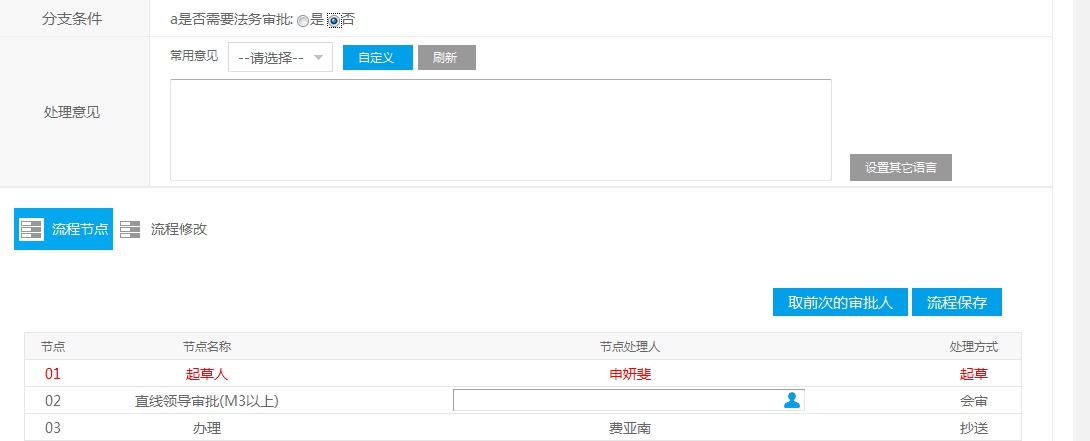 分支条件 a是否需要法务审批: 是 否
常用意见 --请选择-- 自定义 刷新
处理意见
设置其它语言
流程节点 流程修改
取前次的审批人 流程保存
节点 节点名称 节点处理人 处理方式
01 起草人 申妍斐 起草
02 直线领导审批(M3以上) 会审
03 办理 费亚南 抄送